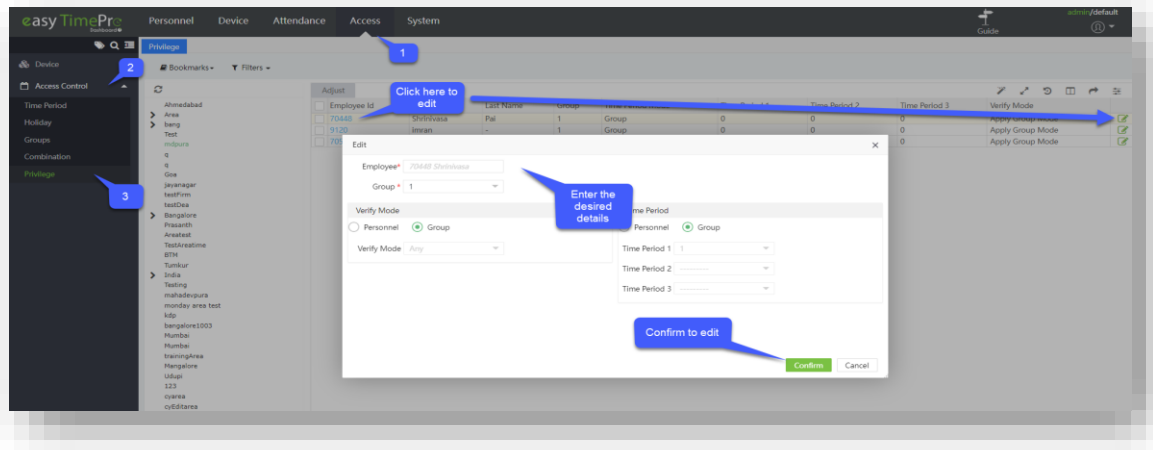 easy TimePro
Dashboard
Personnel Device Attendance Access System
Guide
admin/default
1
Privilege
Device
2
Access Control
Time Period
Holiday
Groups
Combination
Privilege
3
Bookmarks
Filters
Ahmedabad
Area
bang
Test
mdpura
q
q
Goa
jayanagar
testFirm
testDea
Bangalore
Prasanth
Areatest
TestAreatime
BTM
Tumkur
India
Testing
mahadevpura
monday area test
kdp
bangalore1003
Mumbai
Mumbai
trainingArea
Mangalore
Udupi
123
cyarea
cyEditarea
Adjust
Click here to
edit
Employee Id Last Name Group Time Period 2 Time Period 3 Verify Mode
70448 Shrinivasa Pai 1 Group 0 0 0 Apply Group Mode
9120 imran - 1 Group 0 0 0 Apply Group Mode
0 Apply Group Mode
Edit
Employee* 70448 Shrinivasa
Group * 1
Enter the
desired
details
Verify Mode
Personnel Group
Verify Mode Any
Time Period
Personnel Group
Time Period 1 1
Time Period 2 ----------
Time Period 3 ----------
Confirm to edit
Confirm Cancel